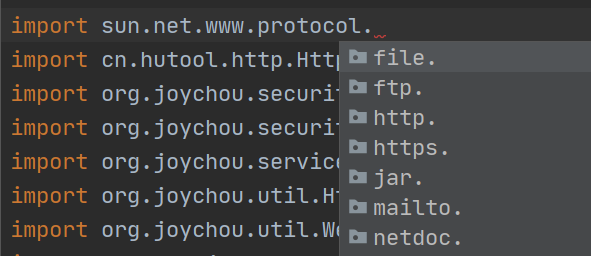 import sun.net.www.protocol.
import cn.hutool.http.Http
import org.joychou.securit
import org.joychou.securit
import org.joychou.service
import org.joychou.util.Ht
import org.joychou.util.We
file.
ftp.
http.
https.
jar.
mailto.
netdoc.